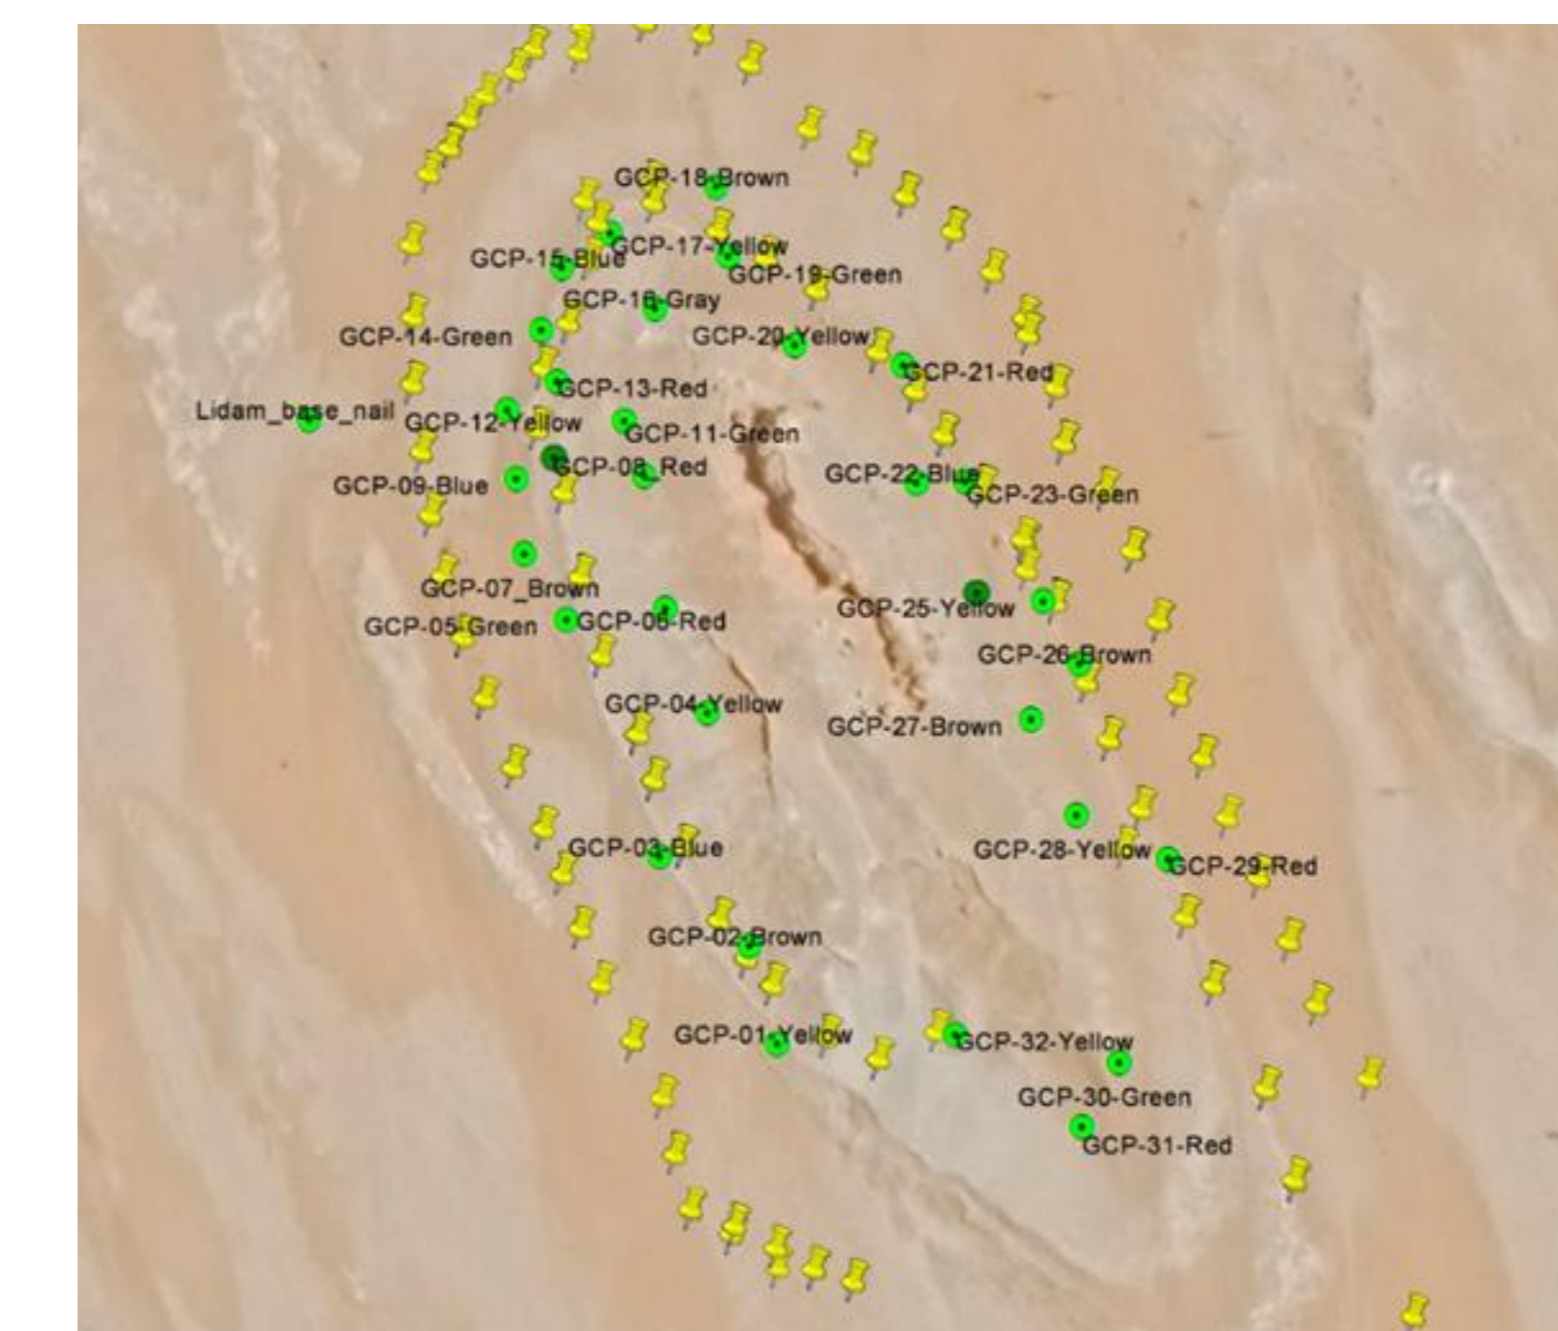 GCP-18-Brown
GCP-17-Yellow
GCP-15-Blue
GCP-19-Green
GCP-16-Gray
GCP-14-Green
GCP-20-Yellow
GCP-21-Red
GCP-13-Red
Lidam_base_nail
GCP-12-Yellow
GCP-11-Green
GCP-08_Red
GCP-22-Blue
GCP-09-Blue
GCP-23-Green
GCP-07_Brown
GCP-25-Yellow
GCP-06-Red
GCP-05-Green
GCP-26-Brown
GCP-04-Yellow
GCP-27-Brown
GCP-03-Blue
GCP-28-Yellow
GCP-29-Red
GCP-02-Brown
GCP-01-Yellow
GCP-32-Yellow
GCP-30-Green
GCP-31-Red